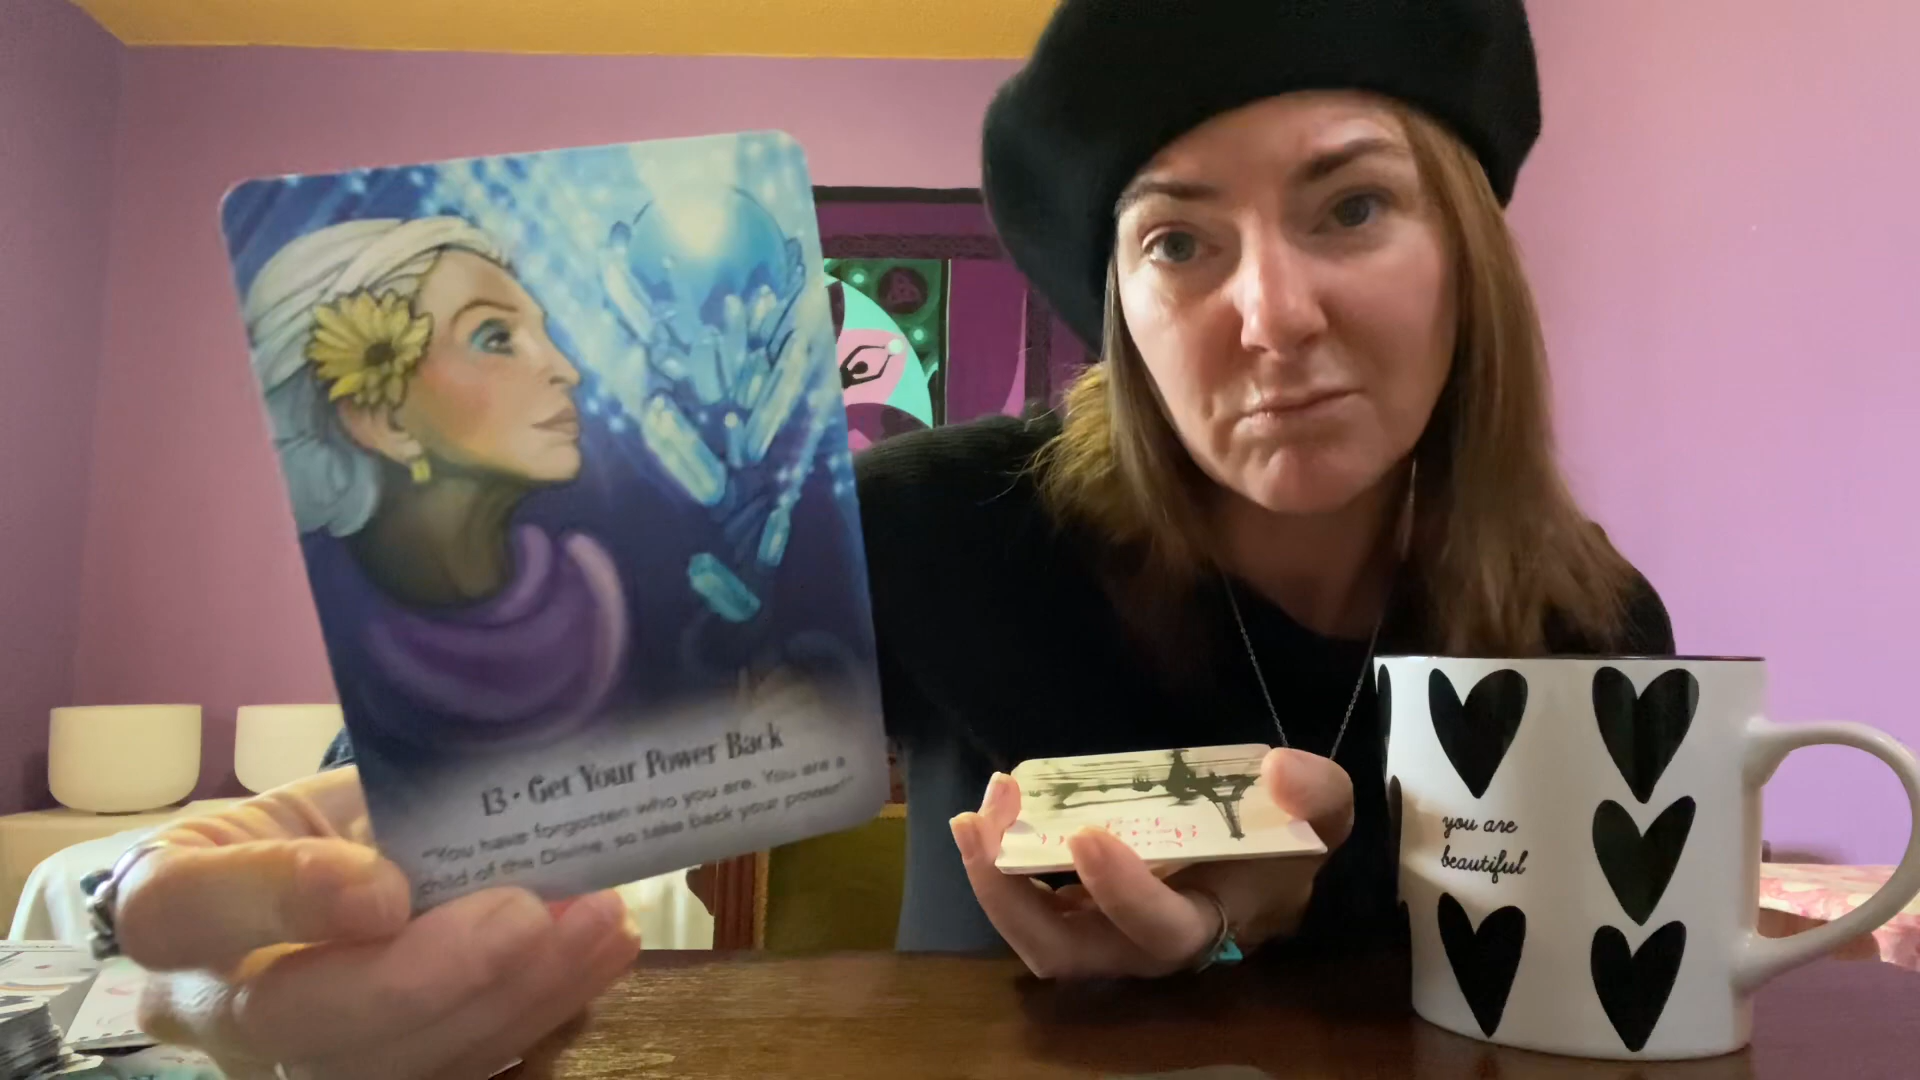 13 • Get Your Power Back
"You have forgotten who you are. You are a
child of the Divine, so take back your power!"
you are
beautiful